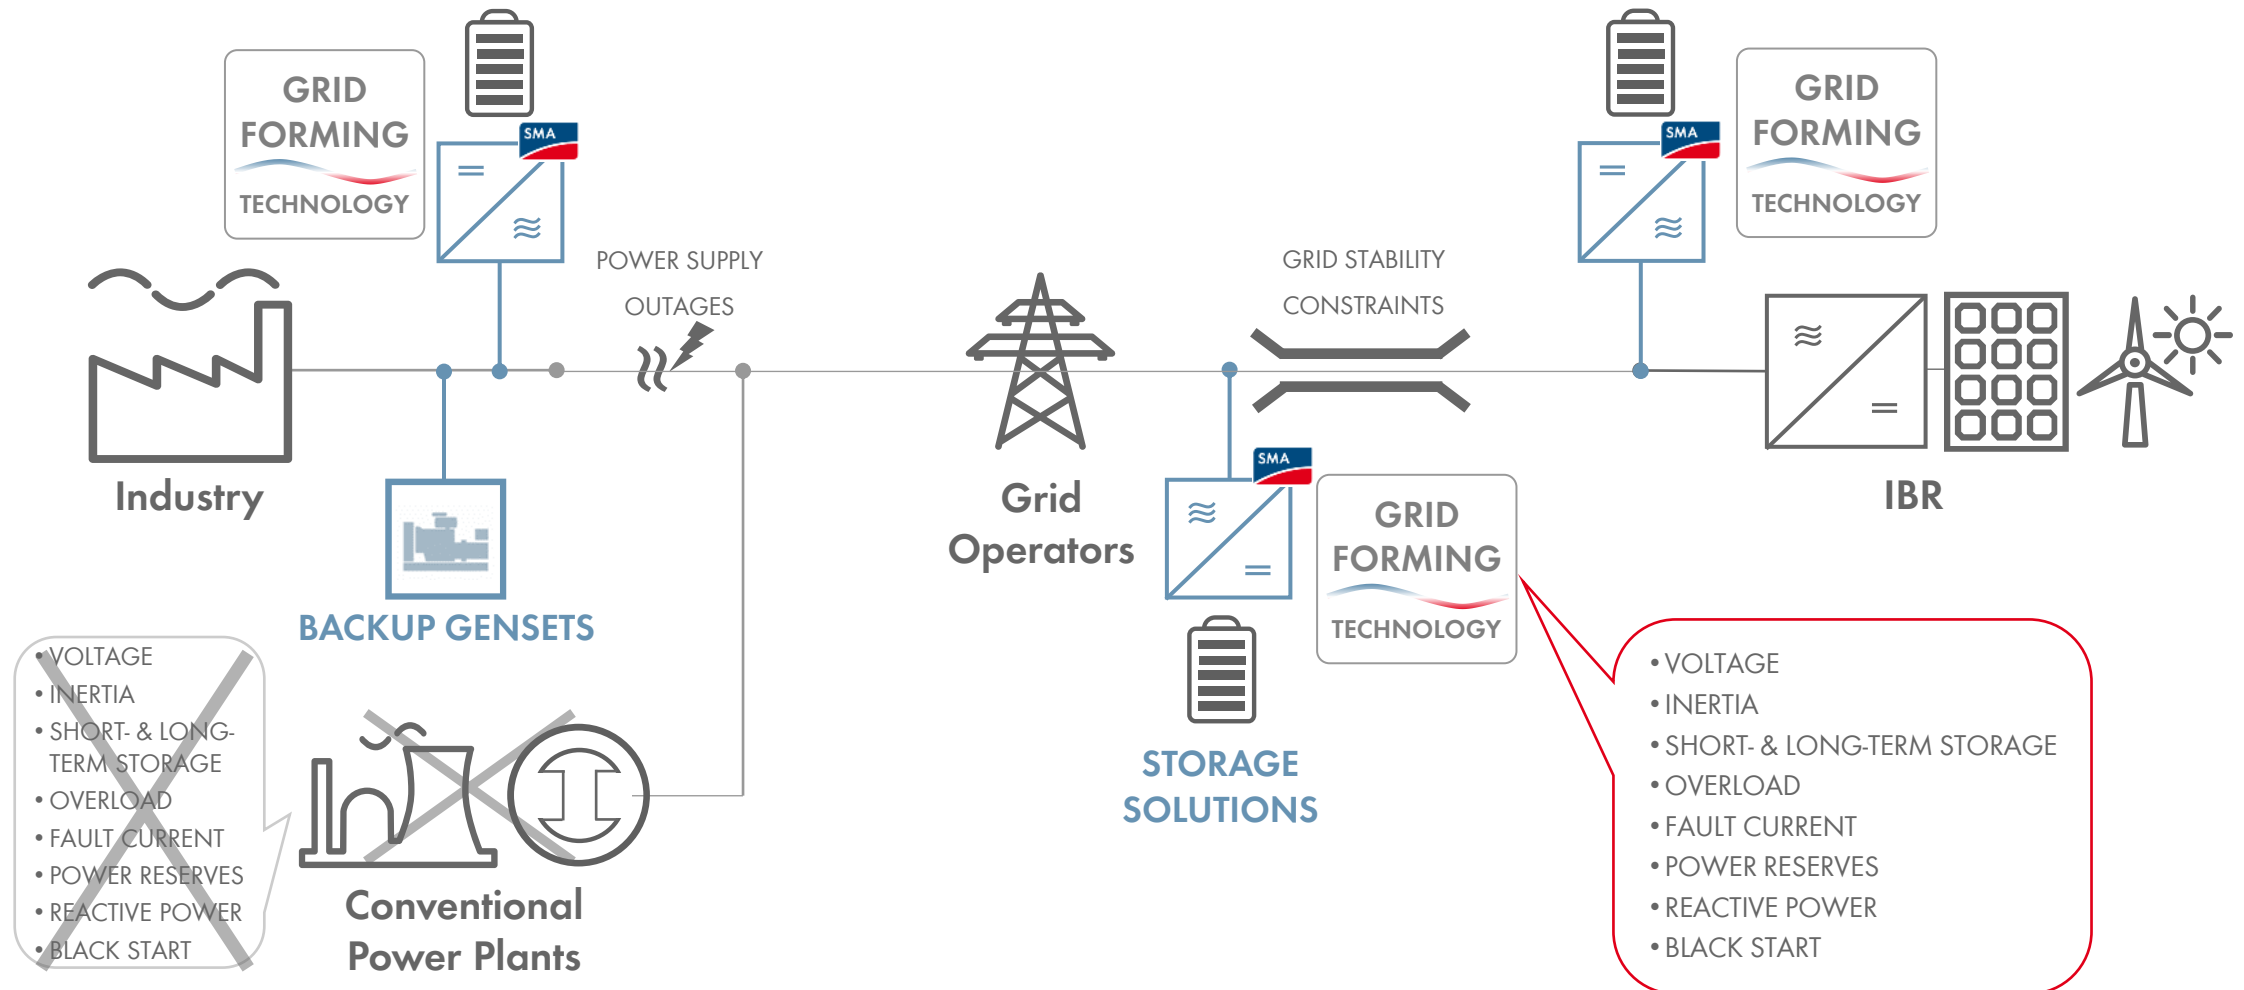 GRID
FORMING
TECHNOLOGY
SMA
POWER SUPPLY
OUTAGES
GRID STABILITY
CONSTRAINTS
SMA
GRID
FORMING
TECHNOLOGY
Industry
BACKUP GENSETS
Grid
Operators
SMA
GRID
FORMING
TECHNOLOGY
IBR
STORAGE
SOLUTIONS
• VOLTAGE
• INERTIA
• SHORT- & LONG-
TERM STORAGE
• OVERLOAD
• FAULT CURRENT
• POWER RESERVES
• REACTIVE POWER
• BLACK START
Conventional
Power Plants
• VOLTAGE
• INERTIA
• SHORT- & LONG-TERM STORAGE
• OVERLOAD
• FAULT CURRENT
• POWER RESERVES
• REACTIVE POWER
• BLACK START